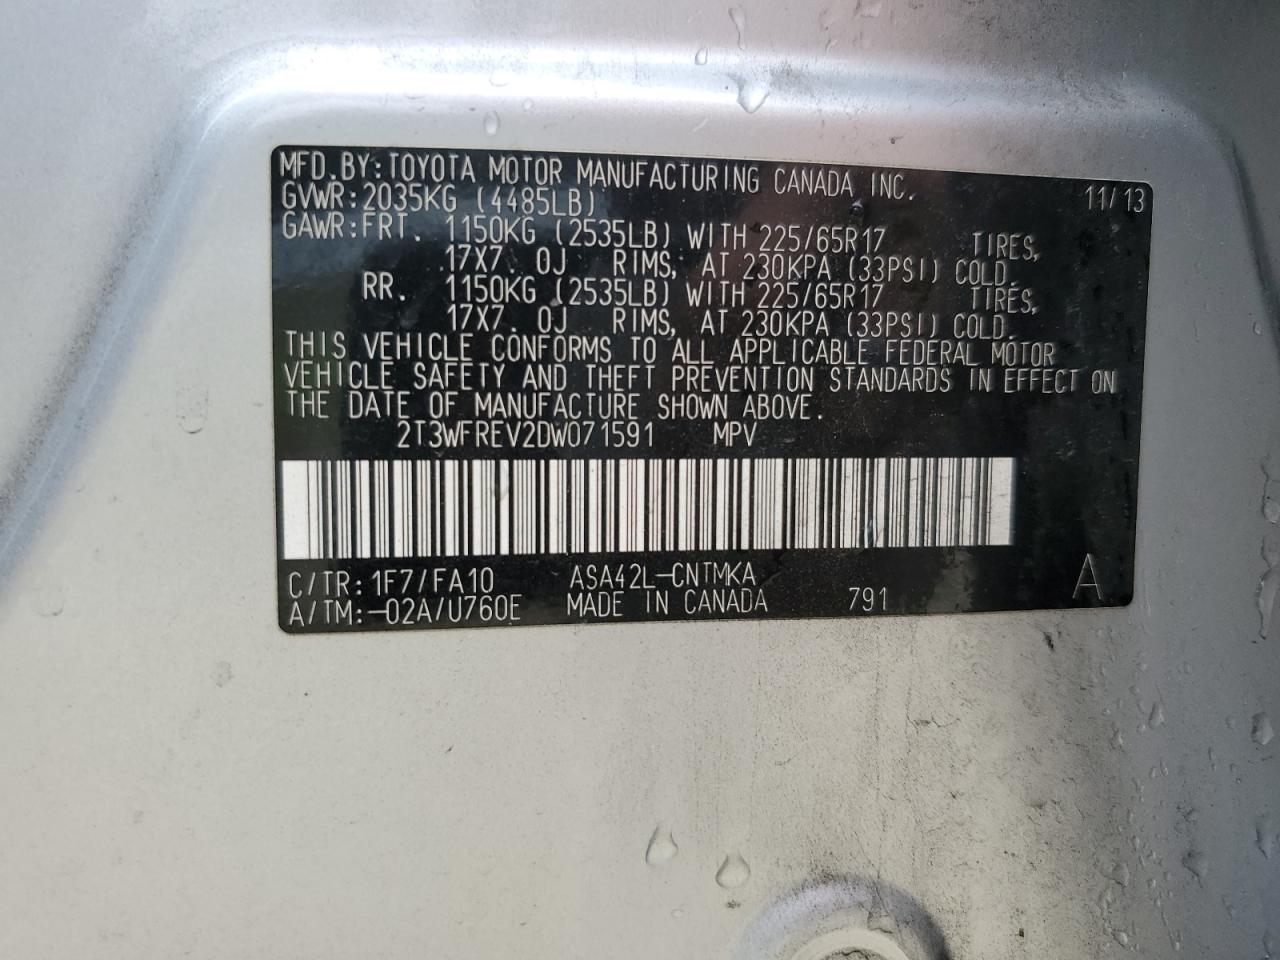 MFD.BY:TOYOTA MOTOR MANUFACTURING CANADA INC. 11/13
GVWR:2035KG (4485LB)
GAWR:FRT. 1150KG (2535LB) WITH 225/65R17 TIRES,
17X7. 0J RIMS, AT 230KPA (33PSI) COLD.
RR. 1150KG (2535LB) WITH 225/65R17 TIRES,
17X7. 0J RIMS, AT 230KPA (33PSI) COLD.
THIS VEHICLE CONFORMS TO ALL APPLICABLE FEDERAL MOTOR
VEHICLE SAFETY AND THEFT PREVENTION STANDARDS IN EFFECT ON
THE DATE OF MANUFACTURE SHOWN ABOVE.
2T3WFREV2DW071591 MPV
C/TR: 1F7/FA10 ASA42L-CNTMKA
A/TM:-02A/U760E MADE IN CANADA 791 A